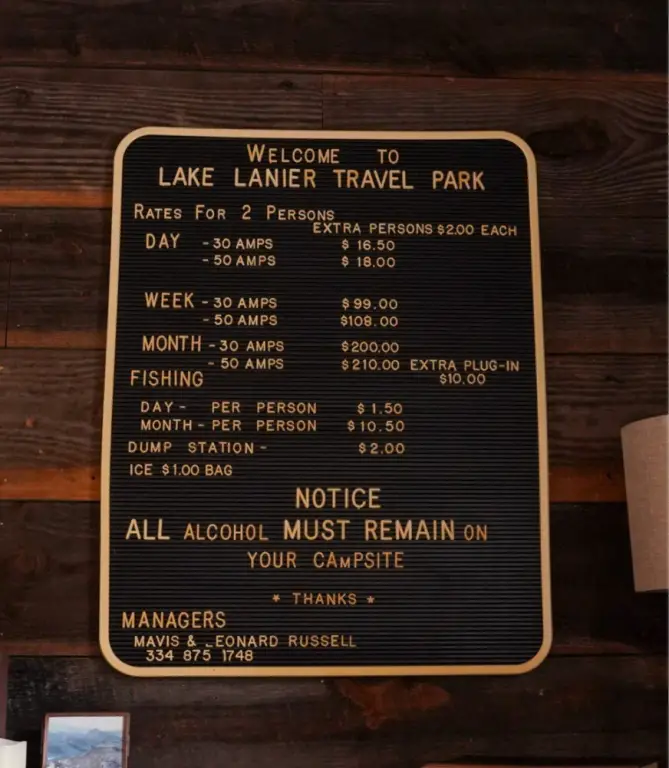 WELCOME TO
LAKE LANIER TRAVEL PARK
RATES FOR 2 PERSONS
EXTRA PERSONS $2.00 EACH
DAY - 30 AMPS $ 16.50
- 50 AMPS $ 18.00
WEEK - 30 AMPS $99.00
- 50 AMPS $108.00
MONTH - 30 AMPS $200.00
- 50 AMPS $210.00 EXTRA PLUG-IN
FISHING $10.00
DAY - PER PERSON $ 1.50
MONTH - PER PERSON $ 10.50
DUMP STATION - $2.00
ICE $1.00 BAG
NOTICE
ALL ALCOHOL MUST REMAIN ON
YOUR CAmPSITE
* THANKS *
MANAGERS
MAVIS & _EONARD RUSSELL
334 875 1748